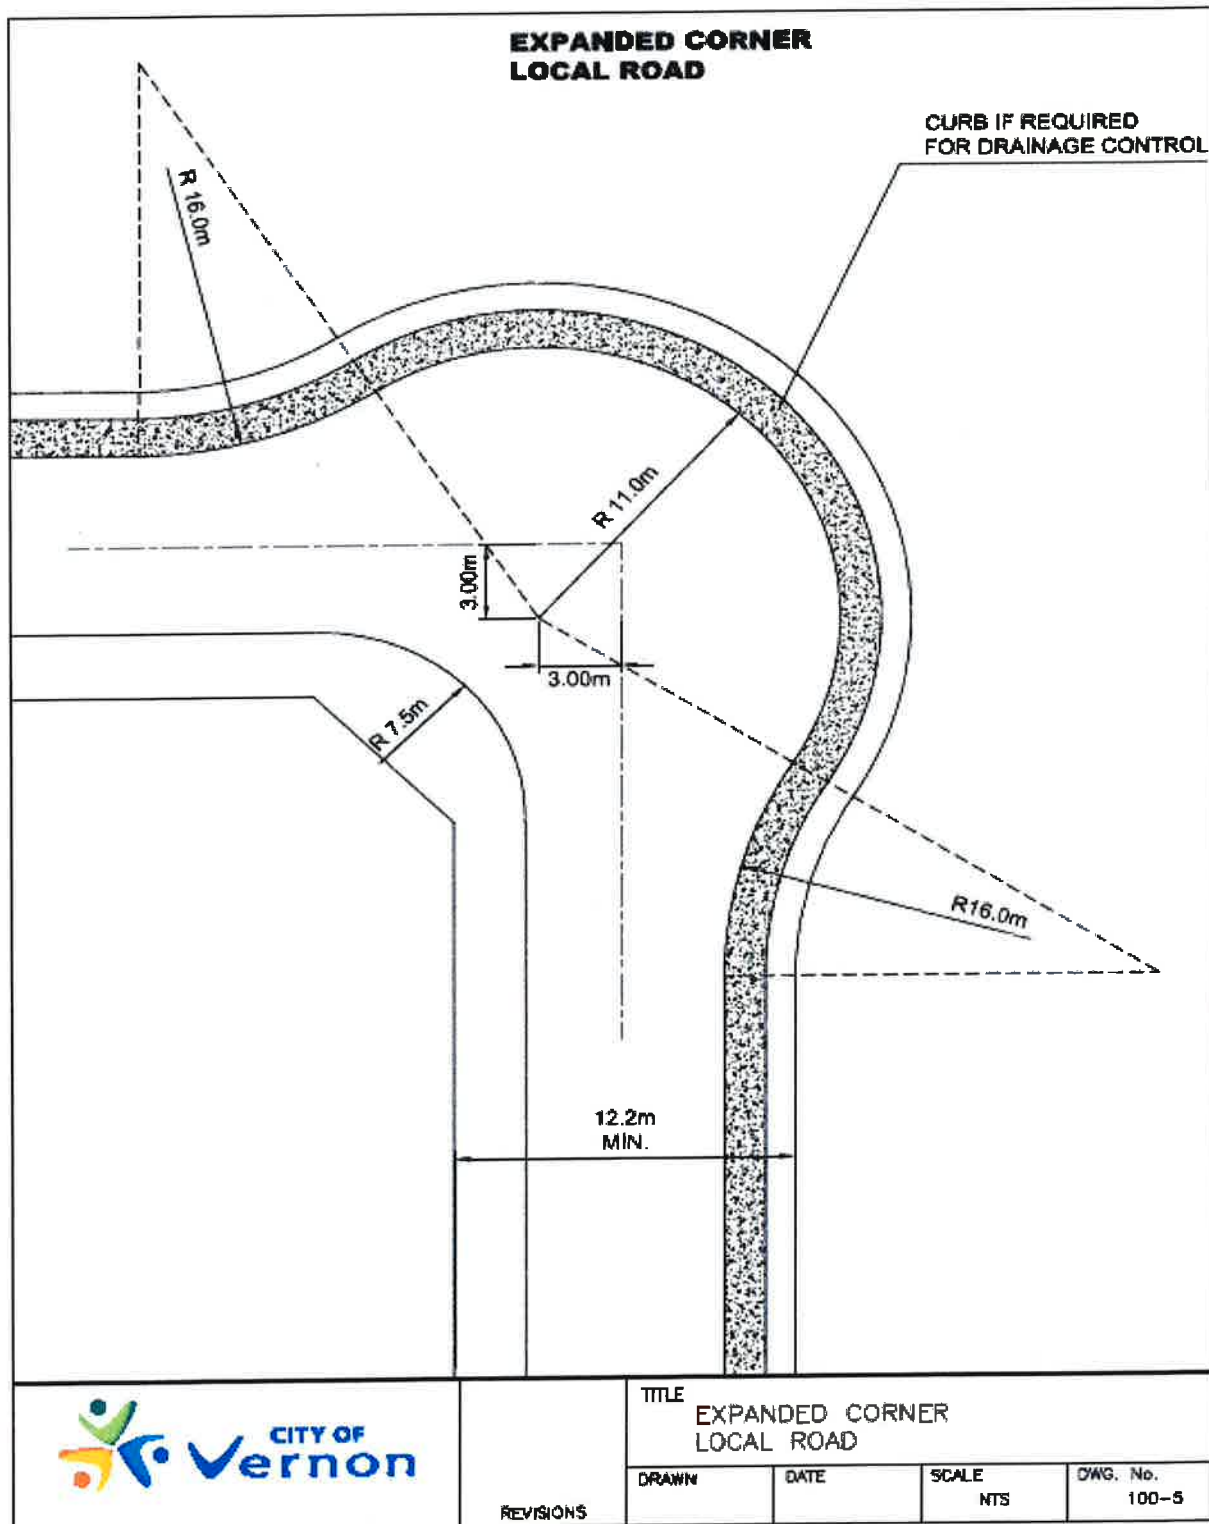 EXPANDED CORNER
LOCAL ROAD
CURB IF REQUIRED
FOR DRAINAGE CONTROL
R 16.0m
R 11.0m
3.00m
3.00m
R 7.5m
R16.0m
12.2m
MIN.
CITY OF
Vernon
REVISIONS
TITLE
EXPANDED CORNER
LOCAL ROAD
DRAWN
DATE
SCALE
NTS
DWG. No.
100-5